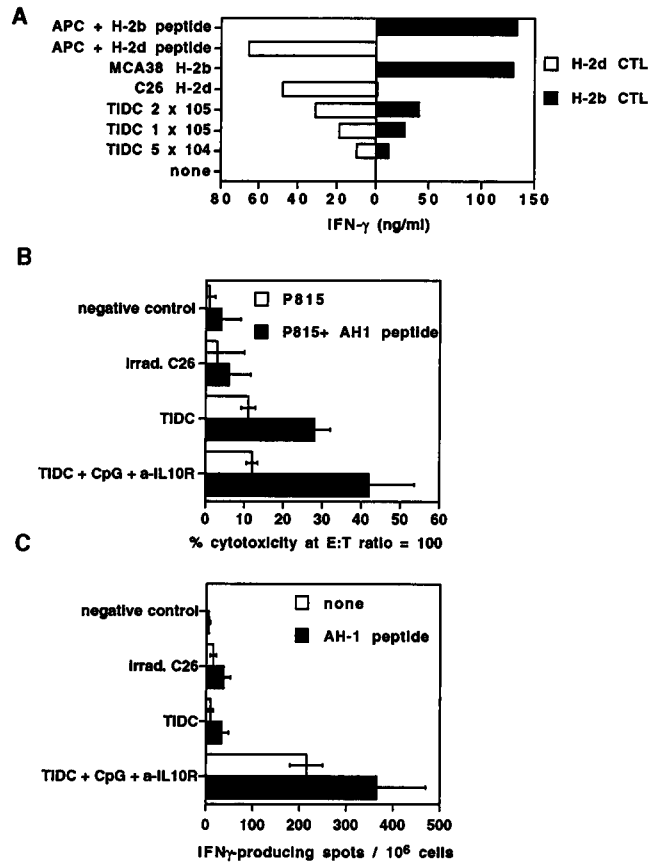 A
APC + H-2b peptide
APC + H-2d peptide
MCA38 H-2b
C26 H-2d
TIDC 2 x 105
TIDC 1 x 105
TIDC 5 x 104
none
H-2d CTL
H-2b CTL
80 60 40 20 0 50 100 150
IFN-γ (ng/ml)
B
negative control
irrad. C26
TIDC
TIDC + CpG + a-IL10R
P815
P815+ AH1 peptide
0 10 20 30 40 50 60
% cytotoxicity at E:T ratio = 100
C
negative control
irrad. C26
TIDC
TIDC + CpG + a-IL10R
none
AH-1 peptide
0 100 200 300 400 500
IFNγ-producing spots / 10⁶ cells